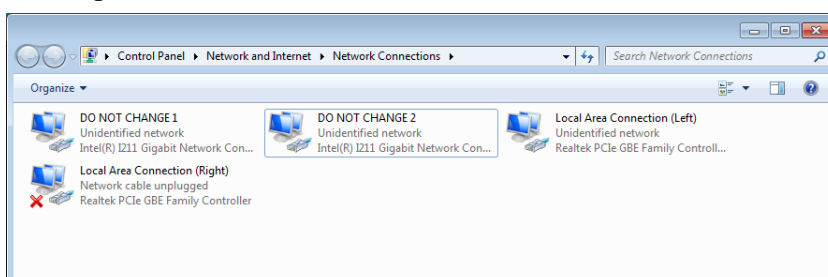 Control Panel ▸ Network and Internet ▸ Network Connections ▸
Search Network Connections
Organize
DO NOT CHANGE 1
Unidentified network
Intel(R) I211 Gigabit Network Con...
DO NOT CHANGE 2
Unidentified network
Intel(R) I211 Gigabit Network Con...
Local Area Connection (Left)
Unidentified network
Realtek PCIe GBE Family Controll...
Local Area Connection (Right)
Network cable unplugged
Realtek PCIe GBE Family Controller